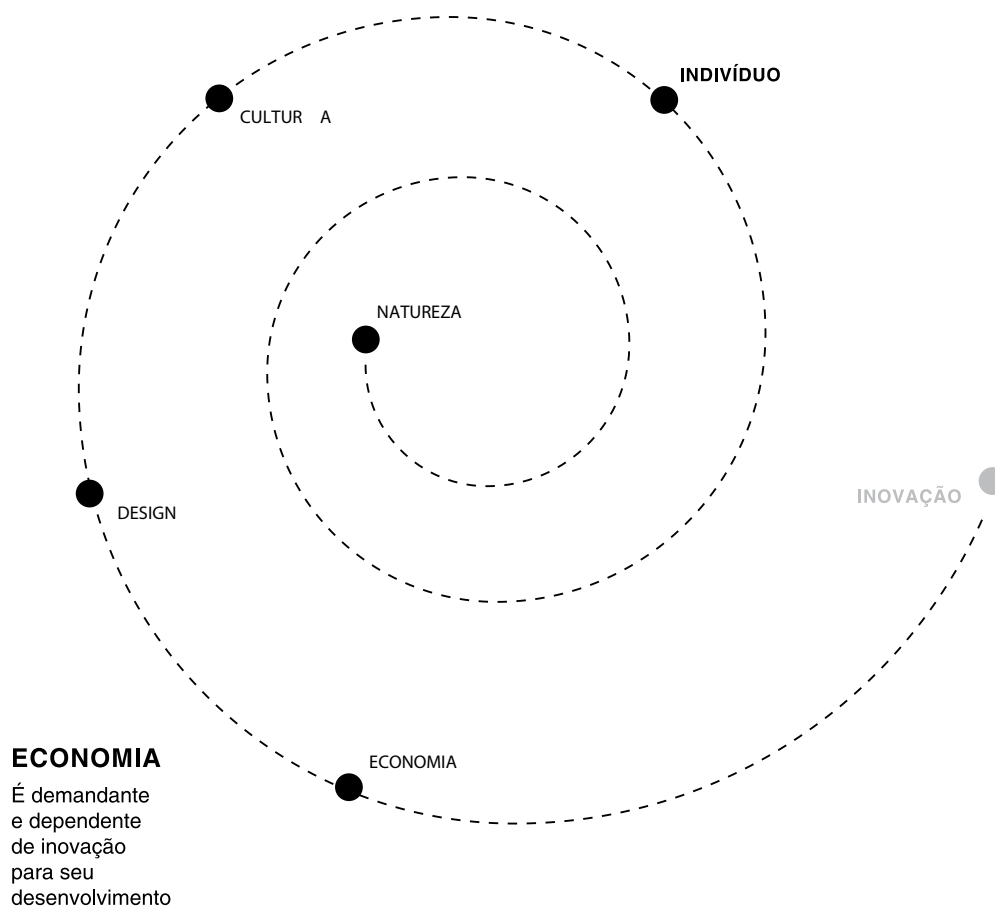 INDIVÍDUO
CULTUR A
NATUREZA
INOVAÇÃO
DESIGN
ECONOMIA
ECONOMIA
É demandante
e dependente
de inovação
para seu
desenvolvimento